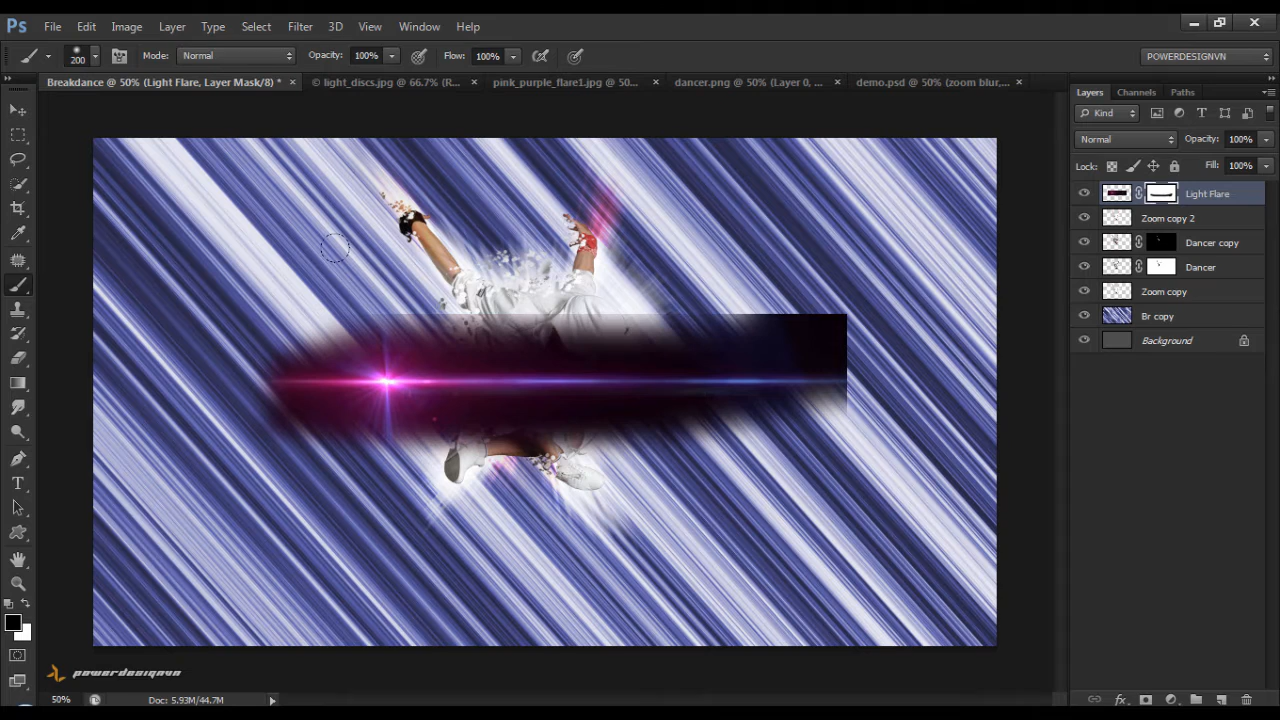 Ps File Edit Image Layer Type Select Filter 3D View Window Help
200 Mode: Normal Opacity: 100% Flow: 100% POWERDESIGNVN
Breakdance @ 50% (Light Flare, Layer Mask/8) * × © light_discs.jpg @ 66.7% (R... × pink_purple_flare1.jpg @ 50... × dancer.png @ 50% (Layer 0, ... × demo.psd @ 50% (zoom blur,... ×
Layers Channels Paths
Kind
Normal Opacity: 100%
Lock: Fill: 100%
Light Flare
Zoom copy 2
Dancer copy
Dancer
Zoom copy
Br copy
Background
powerdesignvn
50% Doc: 5.93M/44.7M
fx